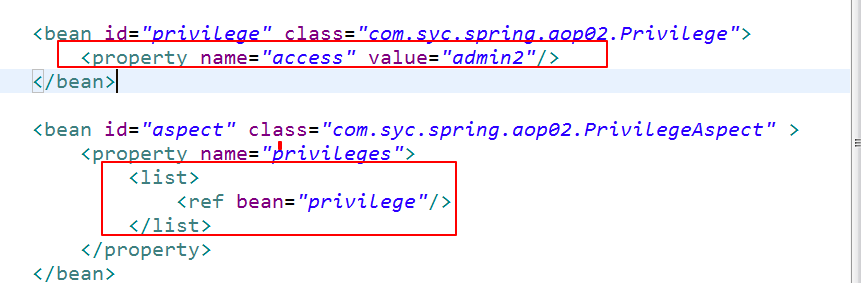 <bean id="privilege" class="com.syc.spring.aop02.Privilege">
<property name="access" value="admin2"/>
</bean>
<bean id="aspect" class="com.syc.spring.aop02.PrivilegeAspect" >
<property name="privileges">
<list>
<ref bean="privilege"/>
</list>
</property>
</bean>